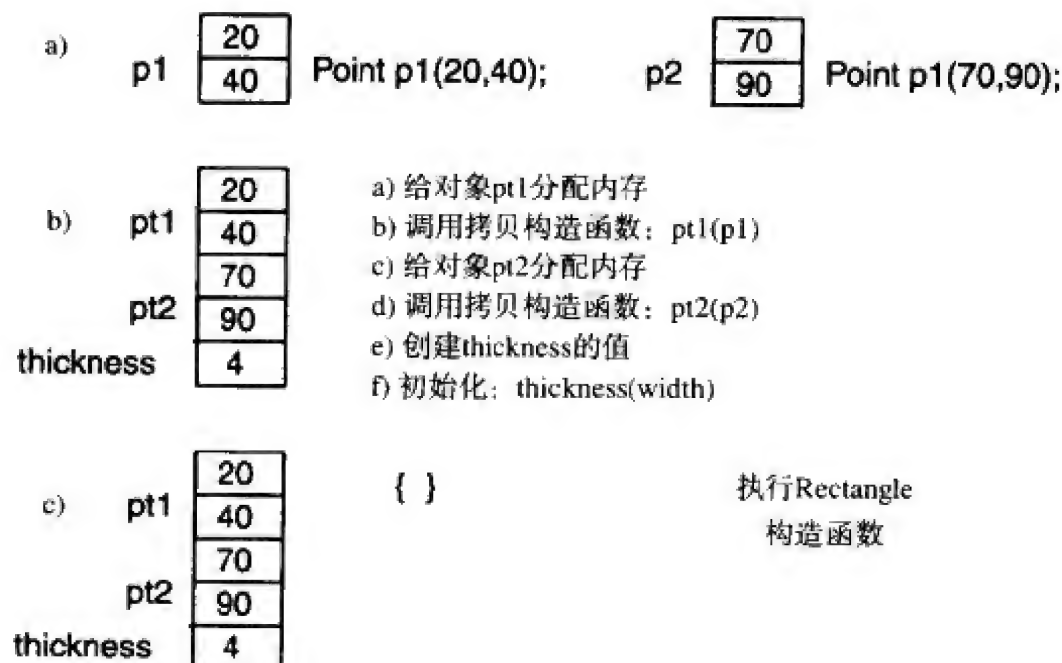 a)
p1
20
40
Point p1(20,40);
p2
70
90
Point p1(70,90);
b)
pt1
20
40
pt2
70
90
thickness
4
a) 给对象pt1分配内存
b) 调用拷贝构造函数：pt1(p1)
c) 给对象pt2分配内存
d) 调用拷贝构造函数：pt2(p2)
e) 创建thickness的值
f) 初始化：thickness(width)
c)
pt1
20
40
pt2
70
90
thickness
4
{ }
执行Rectangle
构造函数